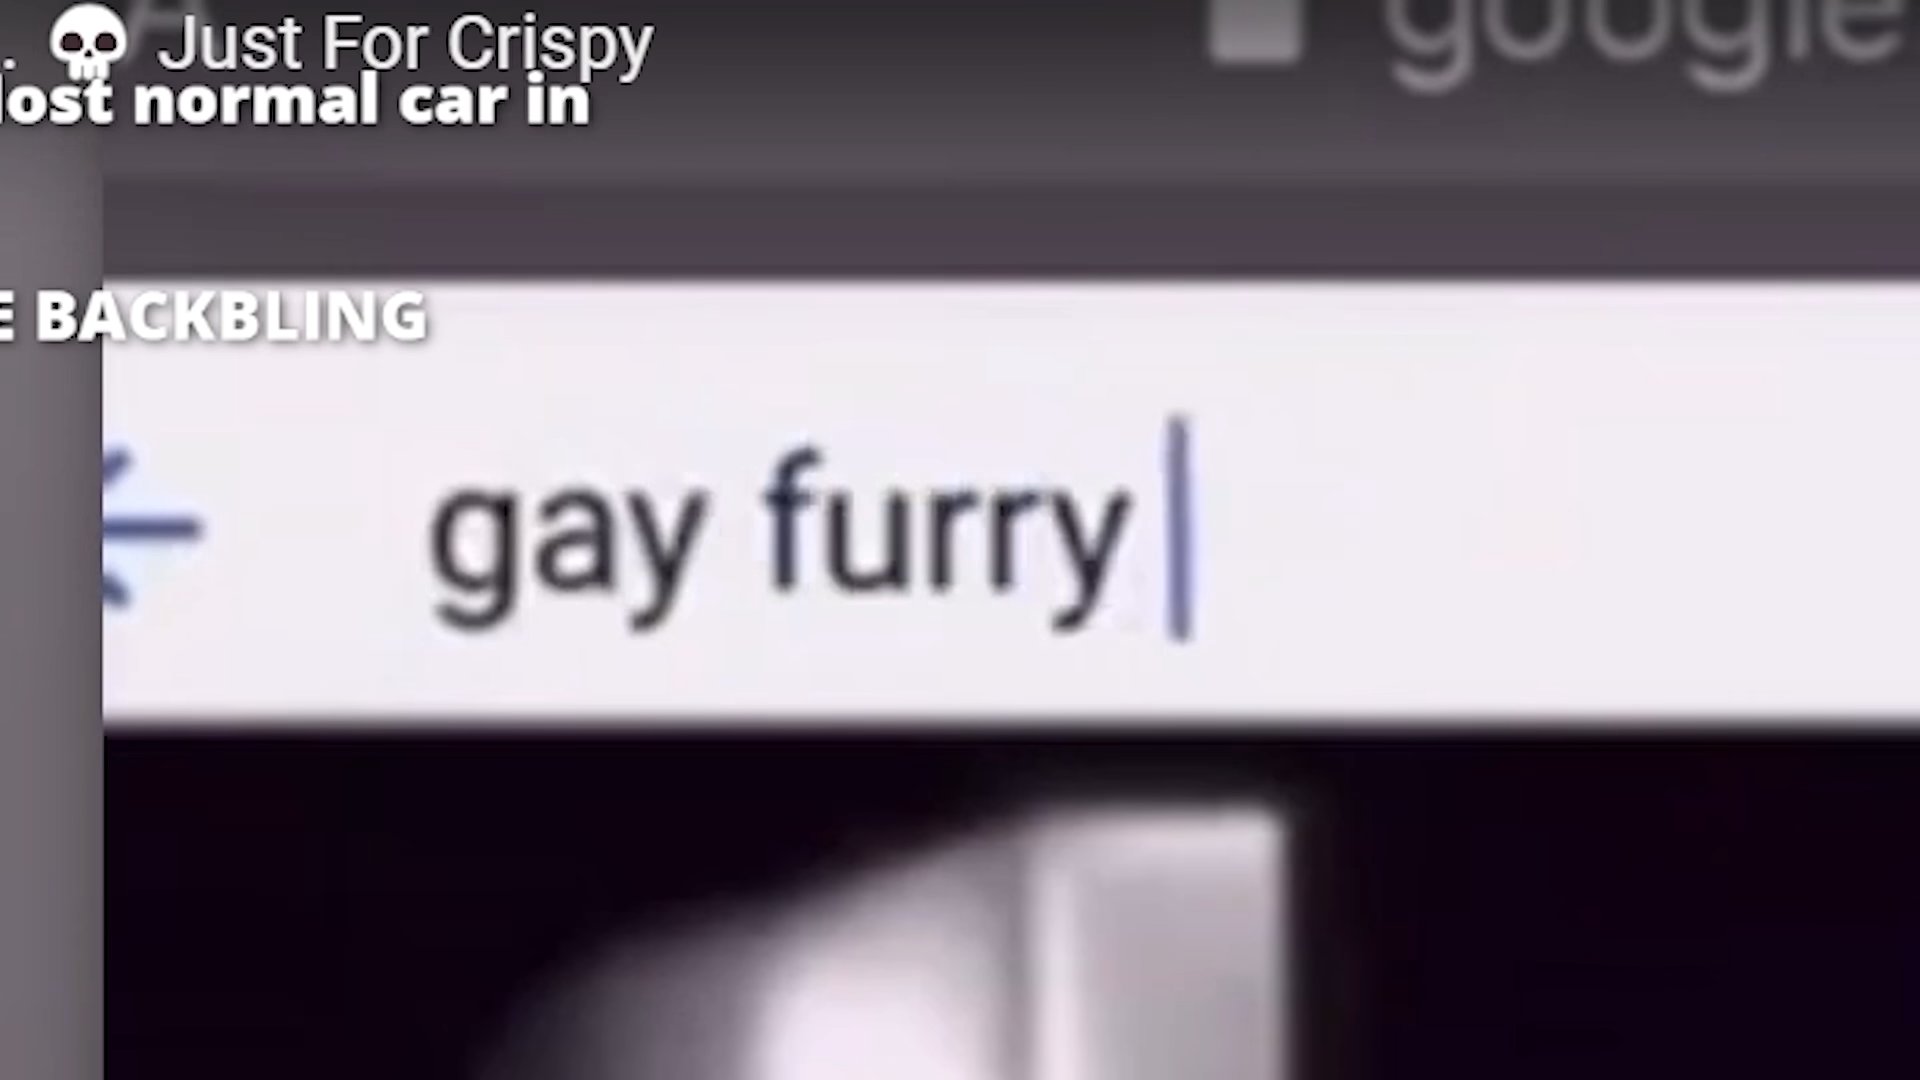 . 💀 Just For Crispy
google
ost normal car in
E BACKBLING
gay furry